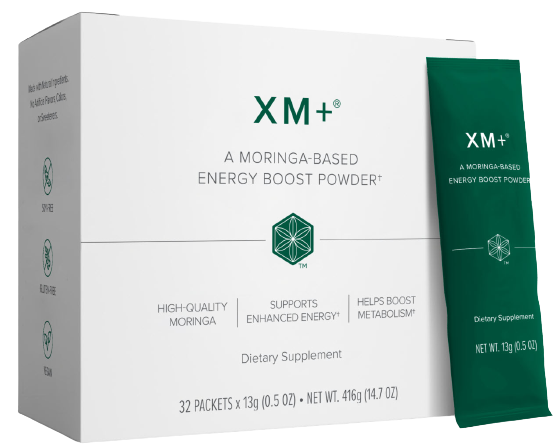 Made with Natural Ingredients.
No Artificial Flavors, Colors,
or Sweeteners.
SOY-FREE
GLUTEN-FREE
VEGAN
XM+®
A MORINGA-BASED
ENERGY BOOST POWDER†
TM
HIGH-QUALITY
MORINGA
SUPPORTS
ENHANCED ENERGY†
HELPS BOOST
METABOLISM†
Dietary Supplement
32 PACKETS x 13g (0.5 OZ) • NET WT. 416g (14.7 OZ)
XM+®
A MORINGA-BASED
ENERGY BOOST POWDER
TM
Dietary Supplement
NET WT. 13g (0.5 OZ)